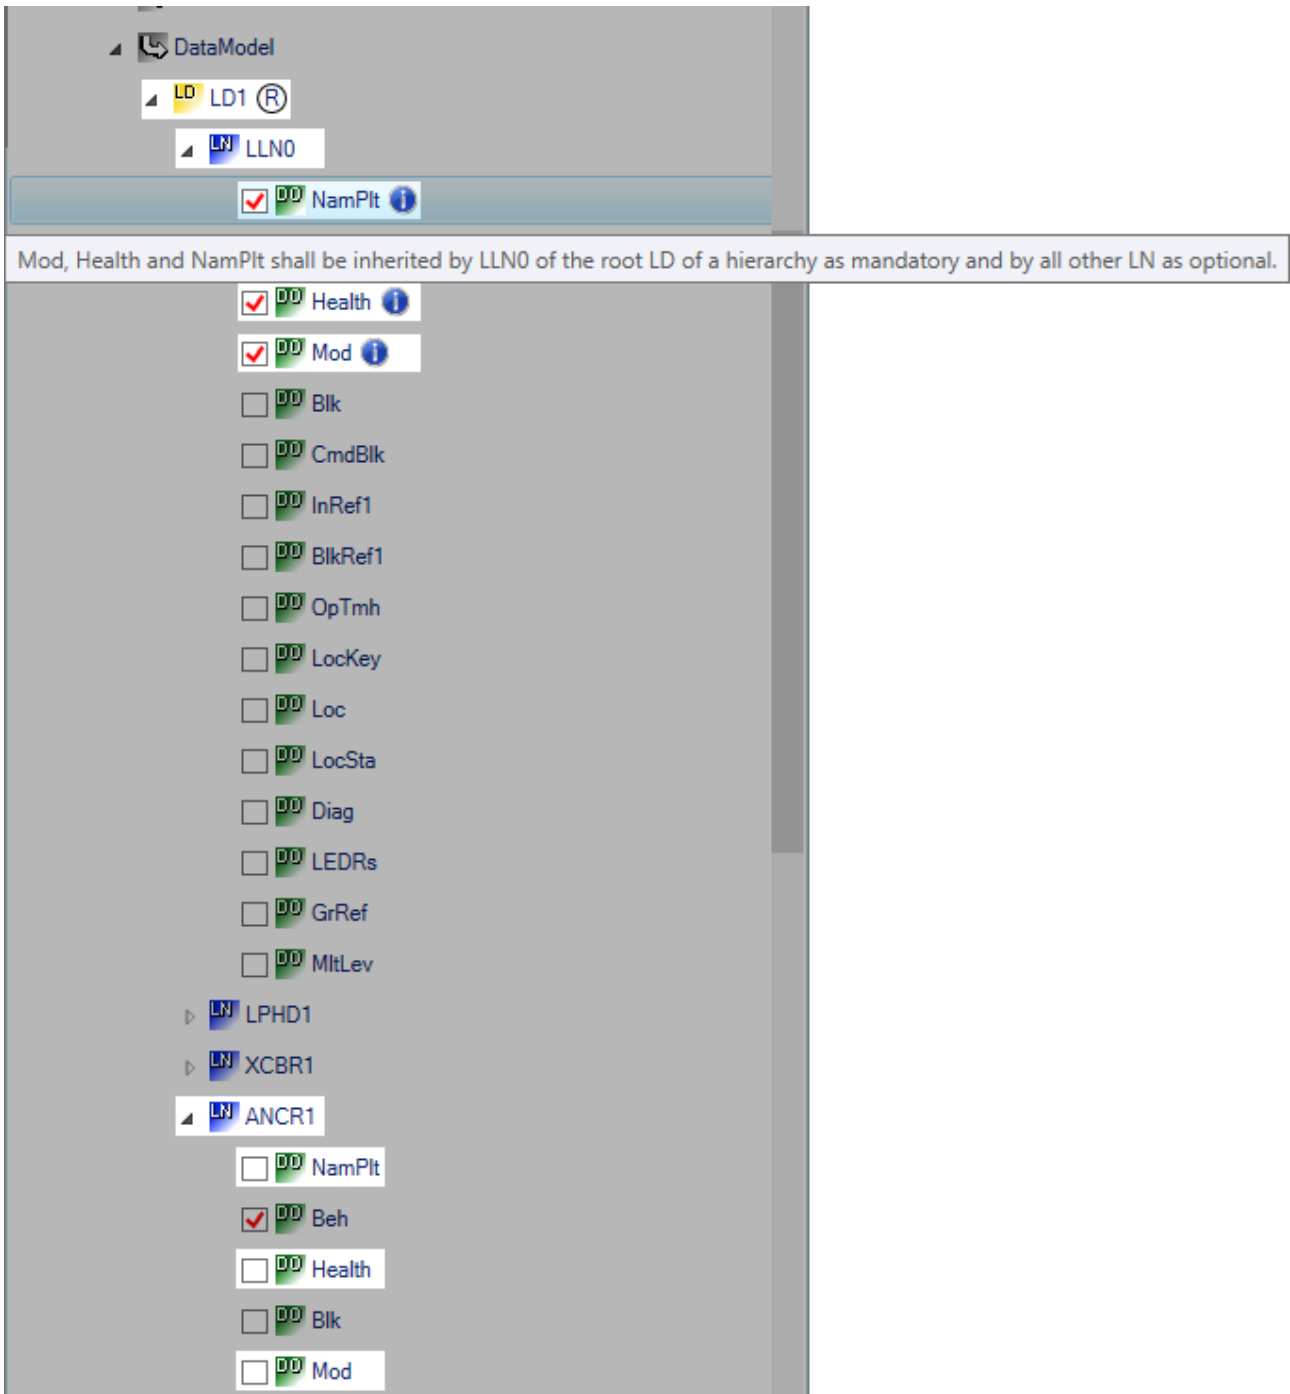 DataModel
LD LD1 R
LN LLN0
DO NamPlt i
Mod, Health and NamPlt shall be inherited by LLN0 of the root LD of a hierarchy as mandatory and by all other LN as optional.
DO Health i
DO Mod i
DO Blk
DO CmdBlk
DO InRef1
DO BlkRef1
DO OpTmh
DO LocKey
DO Loc
DO LocSta
DO Diag
DO LEDRs
DO GrRef
DO MltLev
LN LPHD1
LN XCBR1
LN ANCR1
DO NamPlt
DO Beh
DO Health
DO Blk
DO Mod